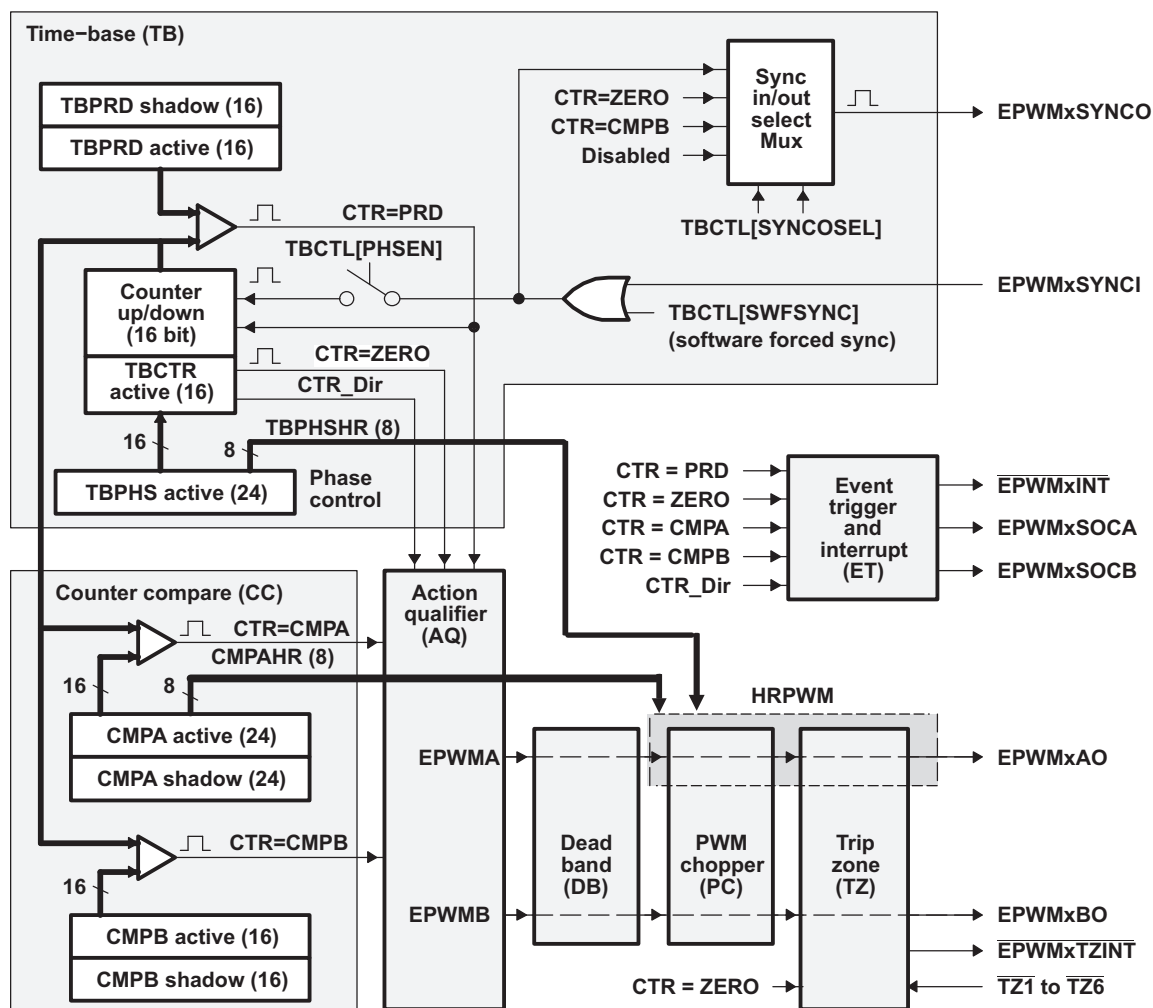 Time−base (TB)
TBPRD shadow (16)
TBPRD active (16)
CTR=ZERO
CTR=CMPB
Disabled
Sync
in/out
select
Mux
EPWMxSYNCO
TBCTL[SYNCOSEL]
CTR=PRD
TBCTL[PHSEN]
Counter
up/down
(16 bit)
TBCTR
active (16)
EPWMxSYNCI
TBCTL[SWFSYNC]
(software forced sync)
CTR=ZERO
CTR_Dir
16
8
TBPHSHR (8)
TBPHS active (24)
Phase
control
CTR = PRD
CTR = ZERO
CTR = CMPA
CTR = CMPB
CTR_Dir
Event
trigger
and
interrupt
(ET)
EPWMxINT
EPWMxSOCA
EPWMxSOCB
Counter compare (CC)
CTR=CMPA
CMPAHR (8)
16
8
CMPA active (24)
CMPA shadow (24)
CTR=CMPB
16
CMPB active (16)
CMPB shadow (16)
Action
qualifier
(AQ)
EPWMA
EPWMB
HRPWM
Dead
band
(DB)
PWM
chopper
(PC)
Trip
zone
(TZ)
EPWMxAO
EPWMxBO
EPWMxTZINT
CTR = ZERO
TZ1 to TZ6